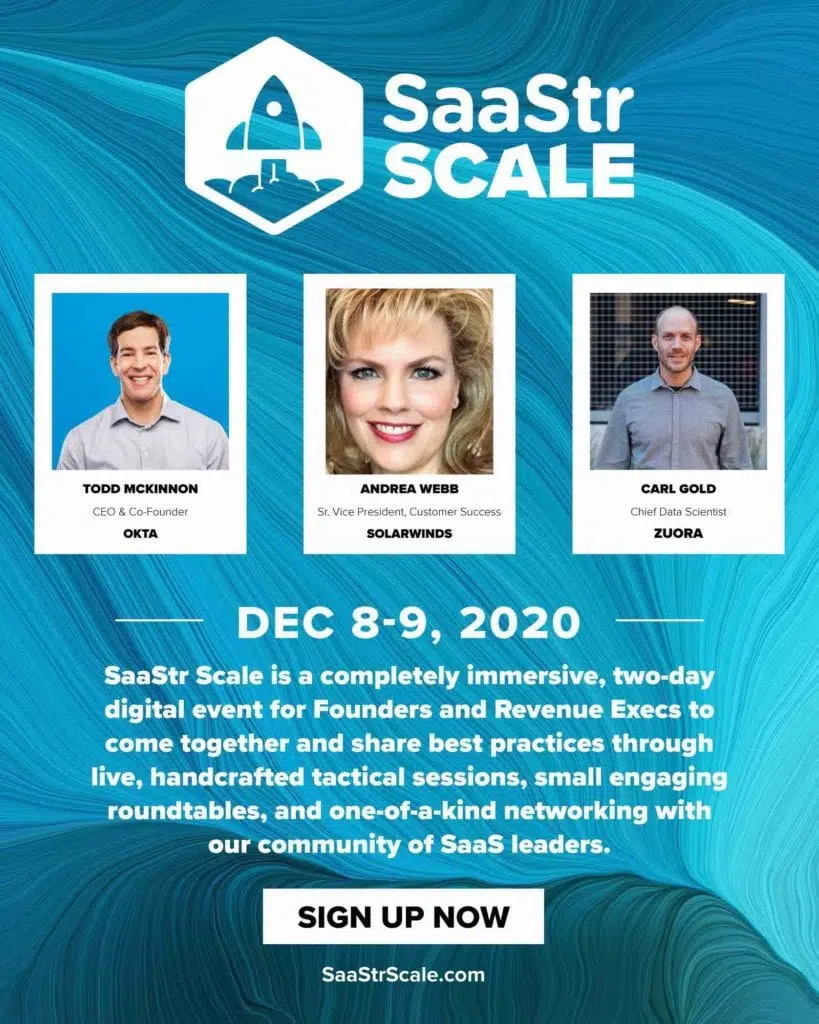 SaaStr
SCALE
TODD MCKINNON
CEO & Co-Founder
OKTA
ANDREA WEBB
Sr. Vice President, Customer Success
SOLARWINDS
CARL GOLD
Chief Data Scientist
ZUORA
DEC 8-9, 2020
SaaStr Scale is a completely immersive, two-day
digital event for Founders and Revenue Execs to
come together and share best practices through
live, handcrafted tactical sessions, small engaging
roundtables, and one-of-a-kind networking with
our community of SaaS leaders.
SIGN UP NOW
SaaStrScale.com